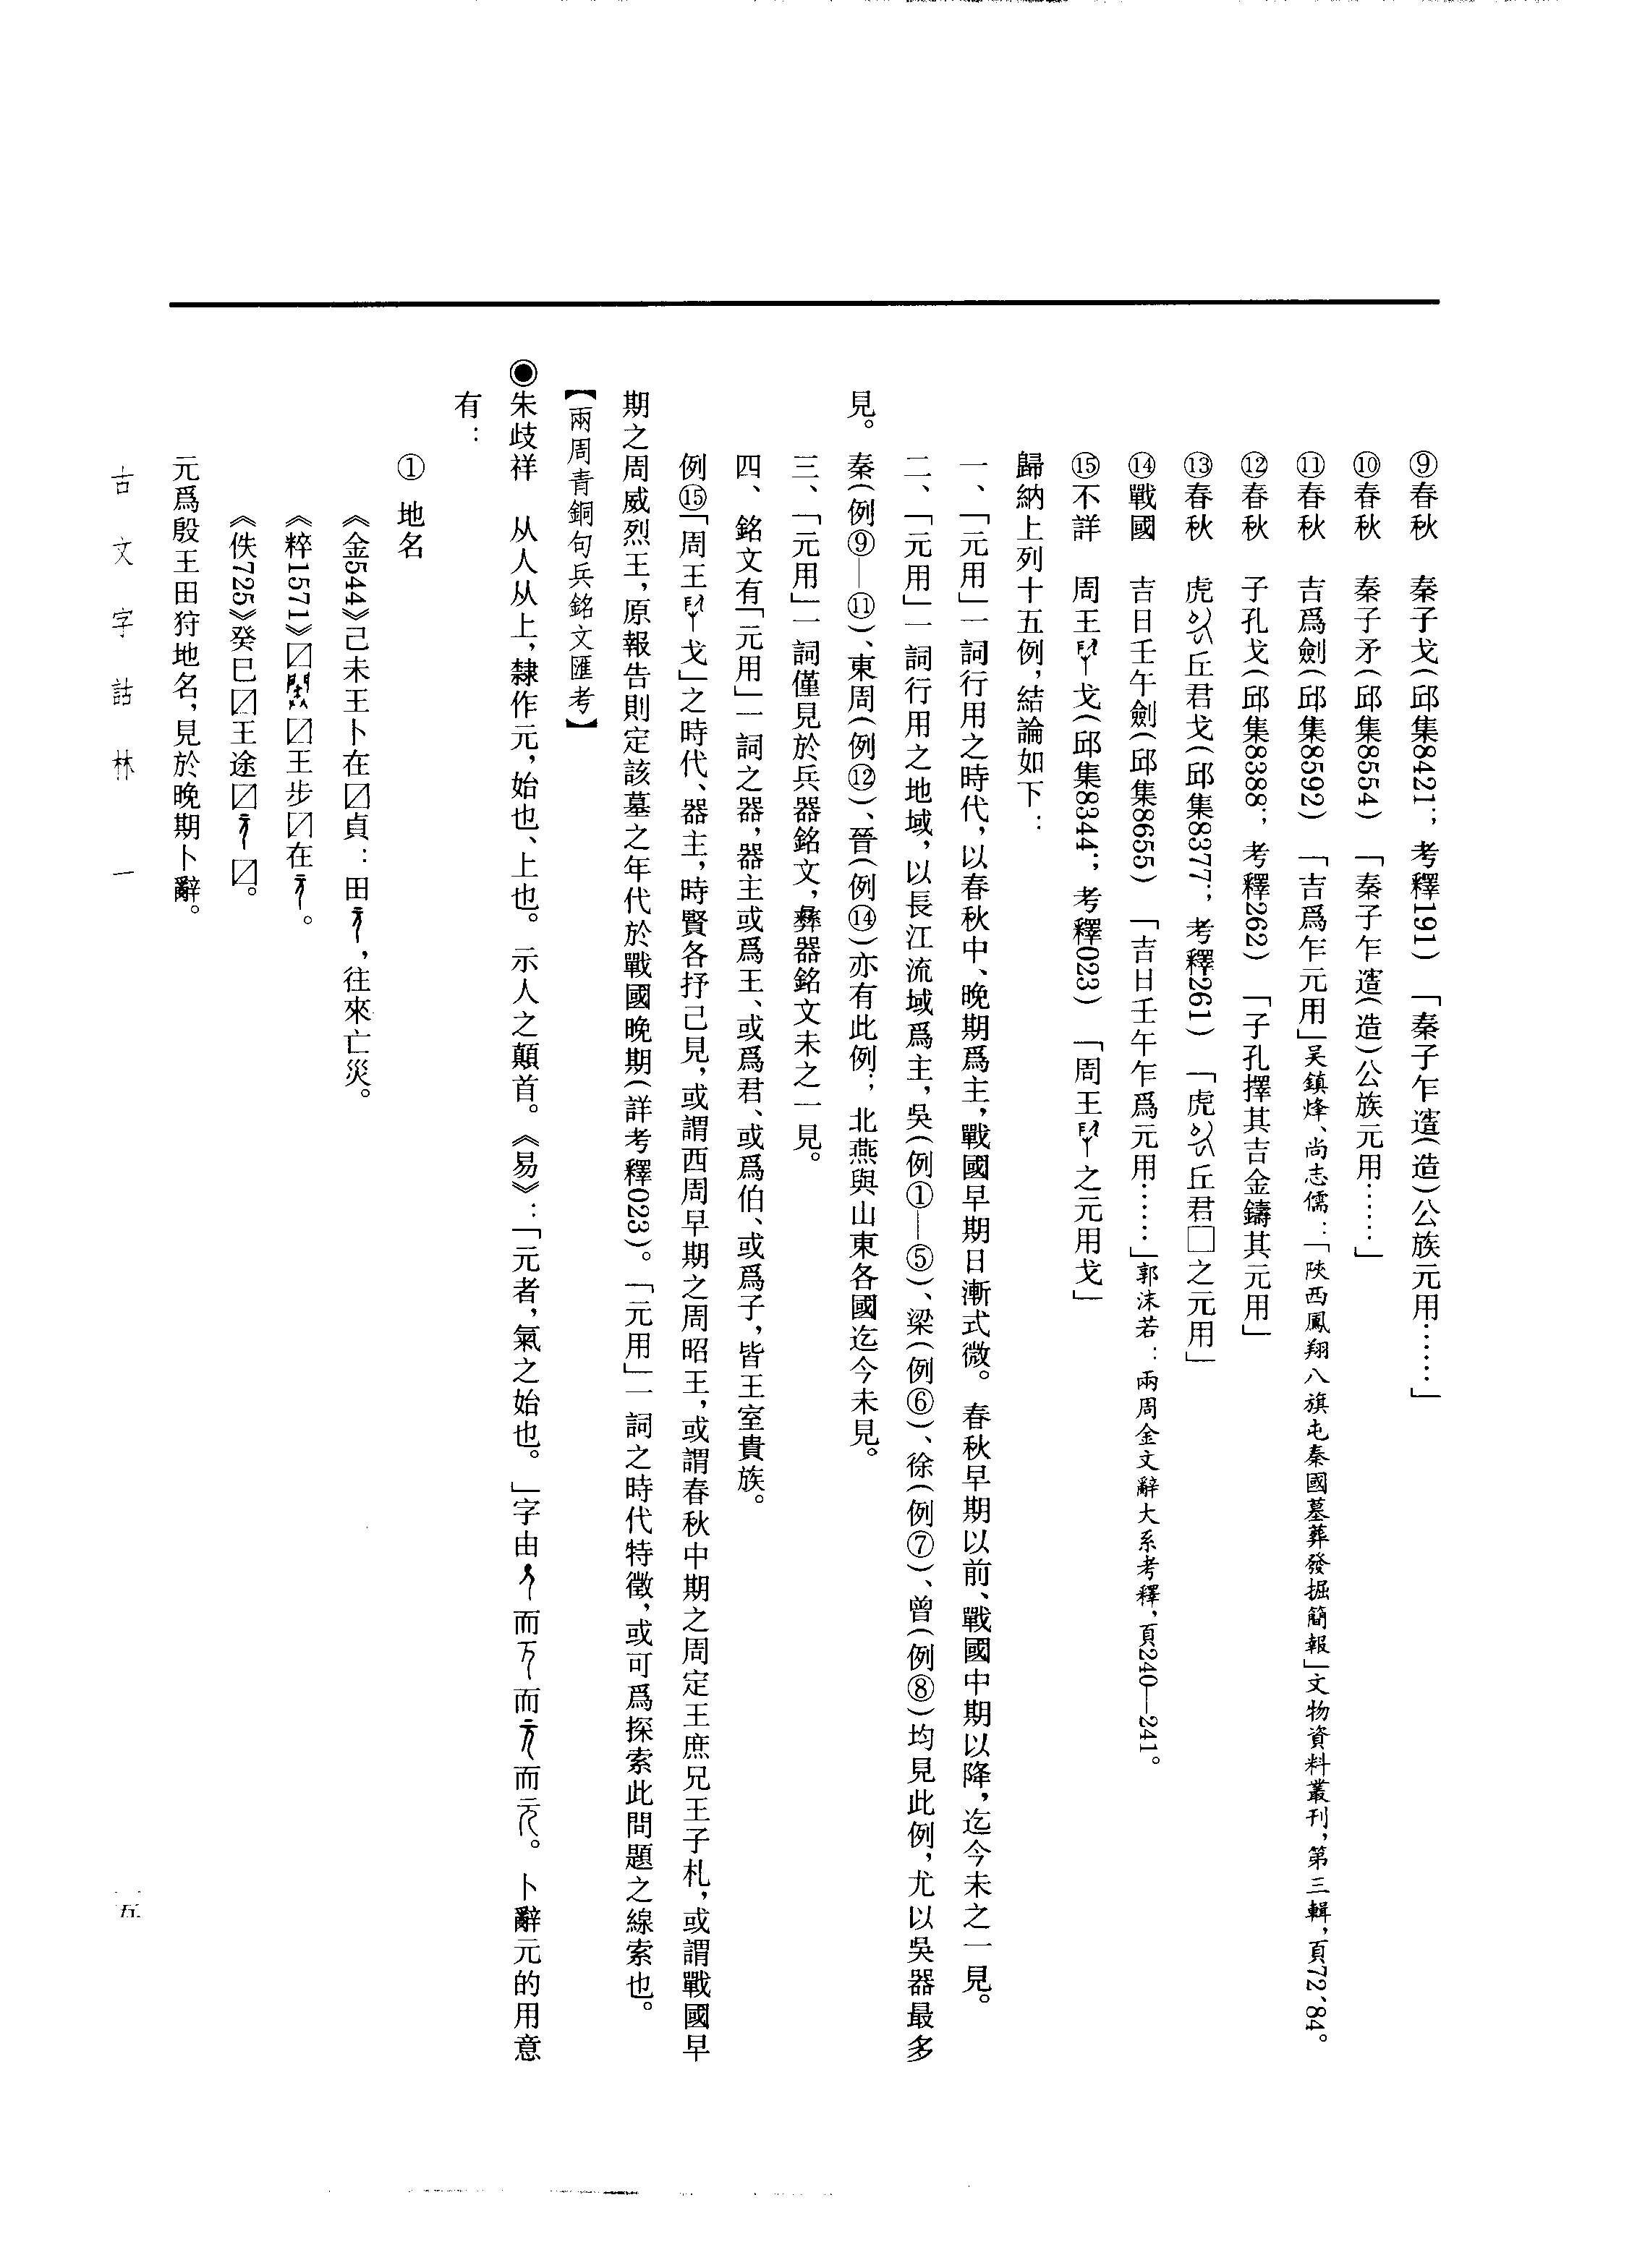 ⑨春秋　秦子戈(邱集8421；考釋191)　「秦子乍造(造)公族元用……」
⑩春秋　秦子矛(邱集8554)　「秦子乍造(造)公族元用……」
⑪春秋　吉爲劍(邱集8592)　「吉爲乍元用」吴鎮烽、尚志儒：「陝西鳳翔八旗屯秦國墓葬發掘簡報」文物資料叢刊，第三輯，頁72、84。
⑫春秋　子孔戈(邱集8388；考釋262)　「子孔擇其吉金鑄其元用」
⑬春秋　虎丘君戈(邱集8377；考釋261)　「虎丘君□之元用」
⑭戰國　吉日壬午劍(邱集8655)　「吉日壬午乍爲元用……」郭沫若：兩周金文辭大系考釋，頁240—241。
⑮不詳　周王戈(邱集8344；考釋023)　「周王之元用戈」
歸納上列十五例，結論如下：
一、「元用」一詞行用之時代，以春秋中、晚期爲主，戰國早期日漸式微。春秋早期以前、戰國中期以降，迄今未之一見。
二、「元用」一詞行用之地域，以長江流域爲主，吳(例①—⑤)、梁(例⑥)、徐(例⑦)、曾(例⑧)均見此例，尤以吳器最多
見。秦(例⑨—⑪)、東周(例⑫)、晉(例⑭)亦有此例；北燕與山東各國迄今未見。
三、「元用」一詞僅見於兵器銘文，彝器銘文未之一見。
四、銘文有「元用」一詞之器，器主或爲王、或爲君、或爲伯、或爲子，皆王室貴族。
例⑮「周王戈」之時代、器主，時賢各抒己見，或謂西周早期之周昭王，或謂春秋中期之周定王庶兄王子札，或謂戰國早
期之周威烈王，原報告則定該墓之年代於戰國晚期(詳考釋023)。「元用」一詞之時代特徵，或可爲探索此問題之線索也。
【兩周青銅句兵銘文匯考】
◉朱歧祥　从人从上，隸作元，始也、上也。示人之顛首。《易》：「元者，氣之始也。」字由而而而。卜辭元的用意
有：
① 地名
《金544》己未王卜在☒貞：田，往來亡災。
《粹1571》☒☒王步☒在。
《佚725》癸巳☒王途☒☒。
元爲殷王田狩地名，見於晚期卜辭。
古文字詁林　一
一五